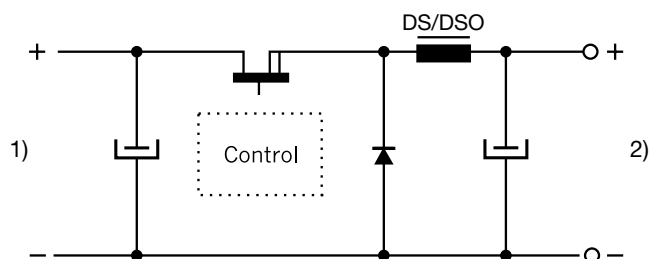 DS/DSO
+ +
1) Control 2)
− −